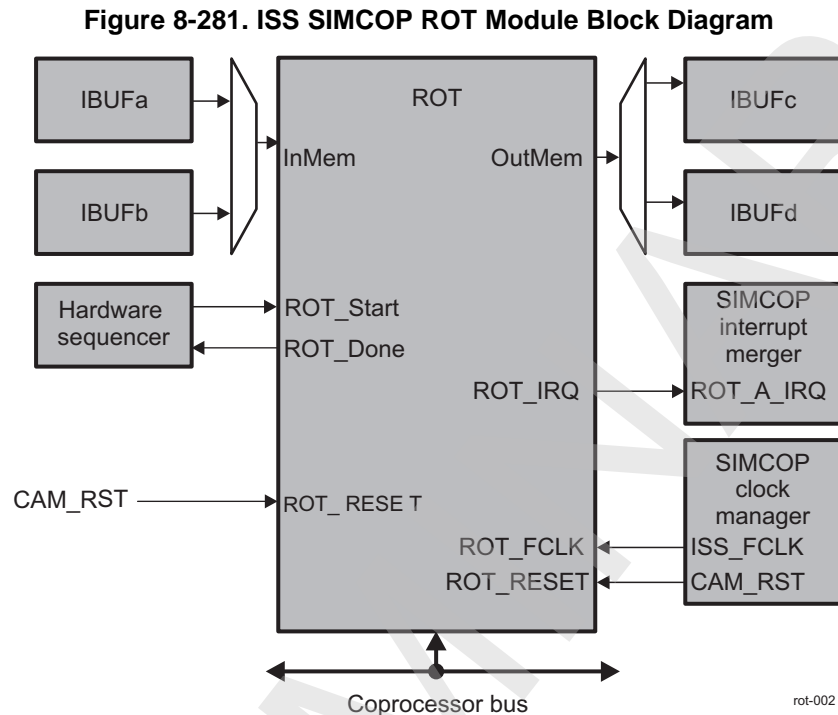 Figure 8-281. ISS SIMCOP ROT Module Block Diagram
IBUFa
ROT
IBUFc
InMem
OutMem
IBUFb
IBUFd
Hardware
sequencer
ROT_Start
ROT_Done
SIMCOP
interrupt
merger
ROT_IRQ
ROT_A_IRQ
CAM_RST
ROT_ RESE T
SIMCOP
clock
manager
ROT_FCLK
ISS_FCLK
ROT_RESET
CAM_RST
Coprocessor bus
rot-002